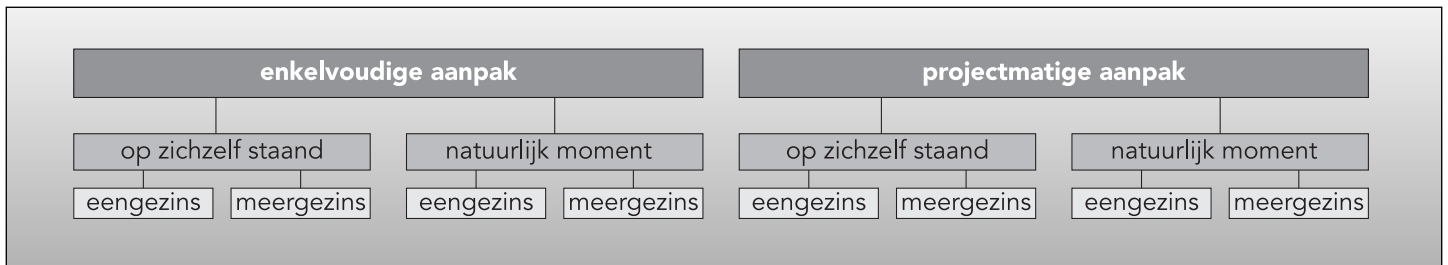 enkelvoudige aanpak
projectmatige aanpak
op zichzelf staand
natuurlijk moment
op zichzelf staand
natuurlijk moment
eengezins
meergezins
eengezins
meergezins
eengezins
meergezins
eengezins
meergezins